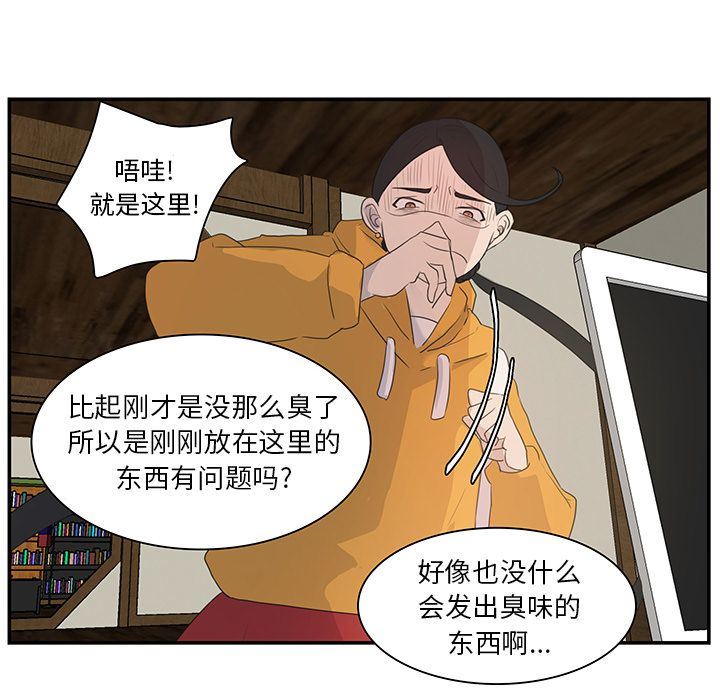 唔哇!
就是这里!
比起刚才是没那么臭了
所以是刚刚放在这里的
东西有问题吗?
好像也没什么
会发出臭味的
东西啊...